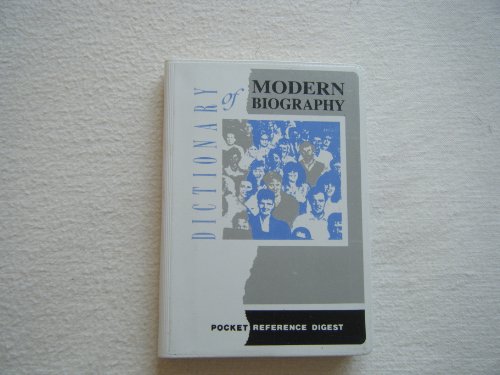 DICTIONARY
of
MODERN
BIOGRAPHY
POCKET REFERENCE DIGEST